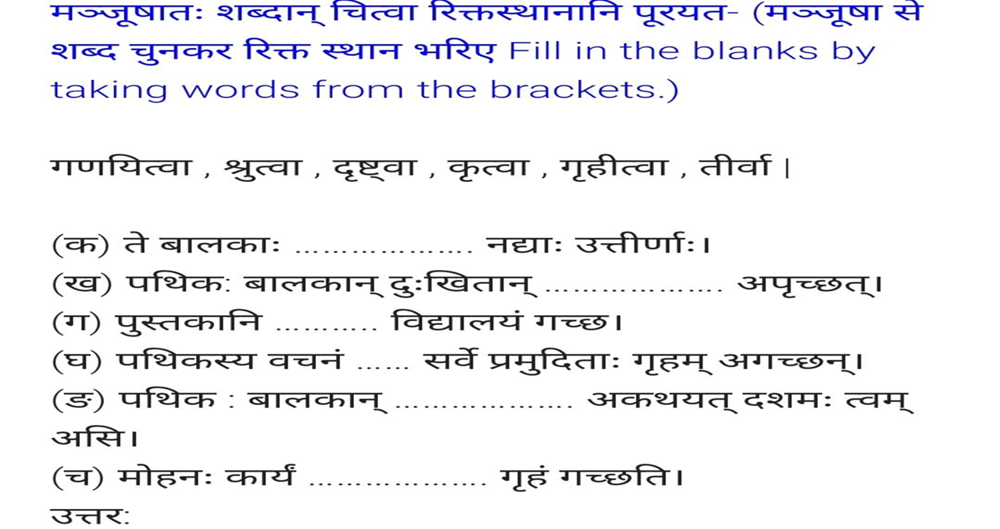 मञ्जूषातः शब्दान् चित्वा रिक्तस्थानानि पूरयत- (मञ्जूषा से
शब्द चुनकर रिक्त स्थान भरिए Fill in the blanks by
taking words from the brackets.)
गणयित्वा , श्रुत्वा , दृष्ट्वा , कृत्वा , गृहीत्वा , तीर्वा |
(क) ते बालकाः ................... नद्याः उत्तीर्णाः।
(ख) पथिक: बालकान् दुःखितान् ................... अपृच्छत्।
(ग) पुस्तकानि ........... विद्यालयं गच्छ।
(घ) पथिकस्य वचनं ...... सर्वे प्रमुदिताः गृहम् अगच्छन्।
(ङ) पथिक : बालकान् ................... अकथयत् दशमः त्वम्
असि।
(च) मोहनः कार्यं ................... गृहं गच्छति।
उत्तर: